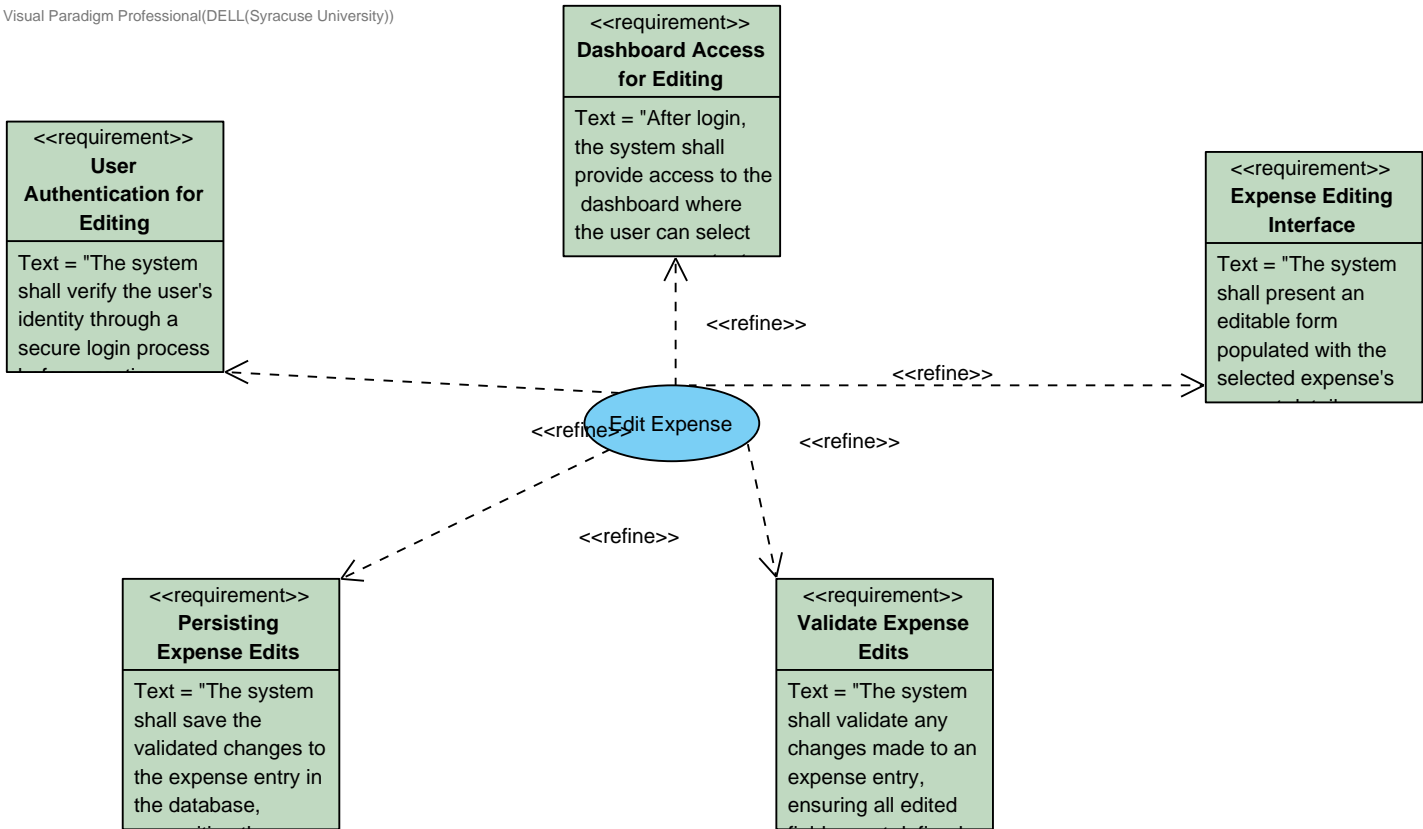 Visual Paradigm Professional(DELL(Syracuse University))
<<requirement>>
Dashboard Access
for Editing
Text = "After login,
the system shall
provide access to the
dashboard where
the user can select
<<requirement>>
User
Authentication for
Editing
Text = "The system
shall verify the user's
identity through a
secure login process
<<requirement>>
Expense Editing
Interface
Text = "The system
shall present an
editable form
populated with the
selected expense's
<<refine>>
<<refine>>
Edit Expense
<<refine>>
<<refine>>
<<refine>>
<<requirement>>
Persisting
Expense Edits
Text = "The system
shall save the
validated changes to
the expense entry in
the database,
<<requirement>>
Validate Expense
Edits
Text = "The system
shall validate any
changes made to an
expense entry,
ensuring all edited